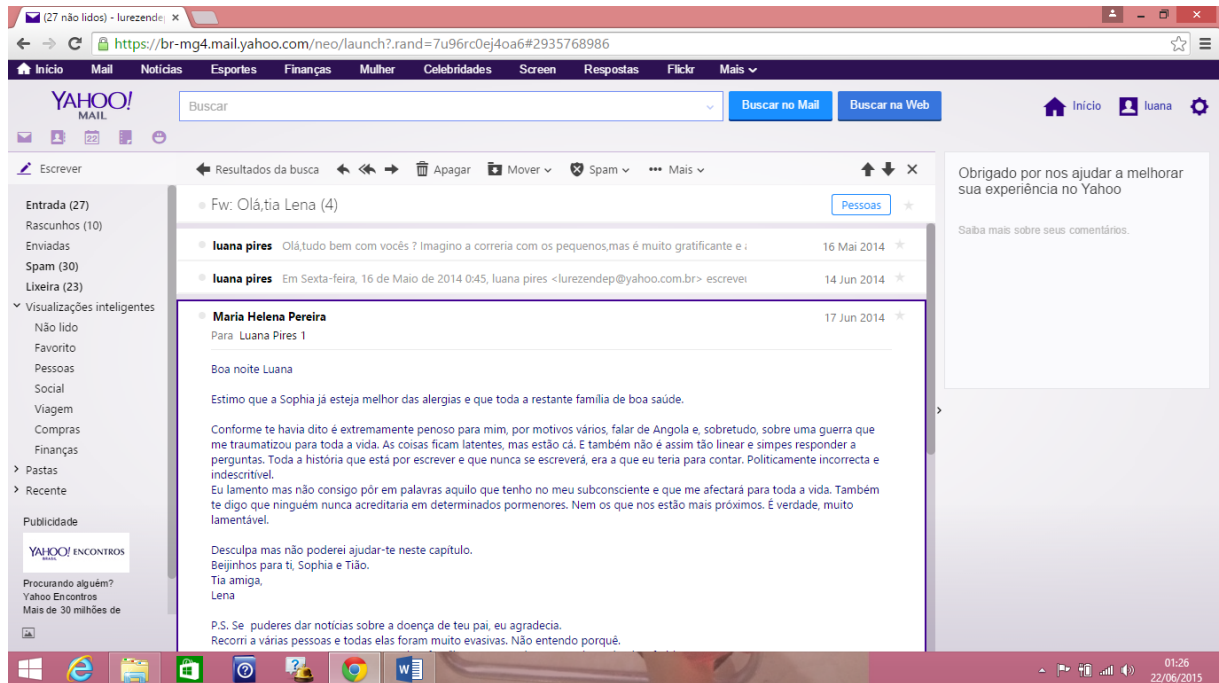 (27 não lidos) - lurezende
https://br-mg4.mail.yahoo.com/neo/launch?.rand=7u96rc0ej4oa6#2935768986
Início Mail Notícias Esportes Finanças Mulher Celebridades Screen Respostas Flickr Mais
YAHOO!
MAIL
Buscar
Buscar no Mail
Buscar na Web
Início
luana
22
Escrever
Resultados da busca Apagar Mover Spam Mais
Entrada (27)
Rascunhos (10)
Enviadas
Spam (30)
Lixeira (23)
Visualizações inteligentes
Não lido
Favorito
Pessoas
Social
Viagem
Compras
Finanças
Pastas
Recente
Publicidade
YAHOO! ENCONTROS
Procurando alguém?
Yahoo Encontros
Mais de 30 milhões de
Fw: Olá,tia Lena (4)
Pessoas
luana pires Olá,tudo bem com vocês ? Imagino a correria com os pequenos,mas é muito gratificante e 16 Mai 2014
luana pires Em Sexta-feira, 16 de Maio de 2014 0:45, luana pires <lurezendep@yahoo.com.br> escreveu 14 Jun 2014
Maria Helena Pereira 17 Jun 2014
Para Luana Pires 1
Boa noite Luana
Estimo que a Sophia já esteja melhor das alergias e que toda a restante família de boa saúde.
Conforme te havia dito é extremamente penoso para mim, por motivos vários, falar de Angola e, sobretudo, sobre uma guerra que
me traumatizou para toda a vida. As coisas ficam latentes, mas estão cá. E também não é assim tão linear e simpes responder a
perguntas. Toda a história que está por escrever e que nunca se escreverá, era a que eu teria para contar. Politicamente incorrecta e
indescritível.
Eu lamento mas não consigo pôr em palavras aquilo que tenho no meu subconsciente e que me afectará para toda a vida. Também
te digo que ninguém nunca acreditaria em determinados pormenores. Nem os que nos estão mais próximos. É verdade, muito
lamentável.
Desculpa mas não poderei ajudar-te neste capítulo.
Beijinhos para ti, Sophia e Tião.
Tia amiga,
Lena
P.S. Se puderes dar notícias sobre a doença de teu pai, eu agradecia.
Recorri a várias pessoas e todas elas foram muito evasivas. Não entendo porquê.
Obrigado por nos ajudar a melhorar
sua experiência no Yahoo
Saiba mais sobre seus comentários.
01:26
22/06/2015